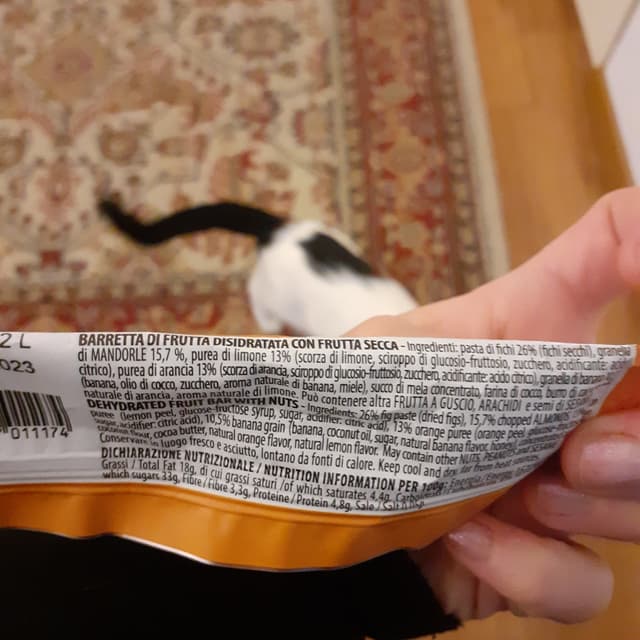 2 L
023
011174
BARRETTA DI FRUTTA DISIDRATATA CON FRUTTA SECCA - Ingredienti: pasta di fichi 26% (fichi secchi), granella
di MANDORLE 15,7 %, purea di limone 13% (scorza di limone, sciroppo di glucosio-fruttosio, zucchero, acidificante:
citrico), purea di arancia 13% (scorza di arancia, sciroppo di glucosio-fruttosio, zucchero, acidificante: acido citrico), granella di
(banana, olio di cocco, zucchero, aroma naturale di banana, miele), succo di mela concentrato, farina di cocco, burro di
naturale di arancia, aroma naturale di limone. Può contenere altra FRUTTA A GUSCIO, ARACHIDI e semi di
DEHYDRATED FRUIT BAR WITH NUTS. Ingredients: 26% fig paste (dried figs), 15,7% chopped ALMONDS,
puree (lemon peel, glucose-fructose syrup, sugar, acidifier: citric acid), 13% orange puree (orange peel,
sugar, acidifier: citric acid), 10,5% banana grain (banana, coconut oil, sugar, natural banana flavor,
flour, cocoa butter, natural orange flavor, natural lemon flavor. May contain other NUTS,
Conservare in luogo fresco e asciutto, lontano da fonti di calore. Keep cool and dry, far from heat
DICHIARAZIONE NUTRIZIONALE / NUTRITION INFORMATION PER 100g: Energia / Energy
Grassi / Total Fat 18g, di cui grassi saturi /of which saturates 4,4g,
which sugars 33g, Fibre / Fibre 3,3g, Proteine / Protein 4,8g, Sale / Salt